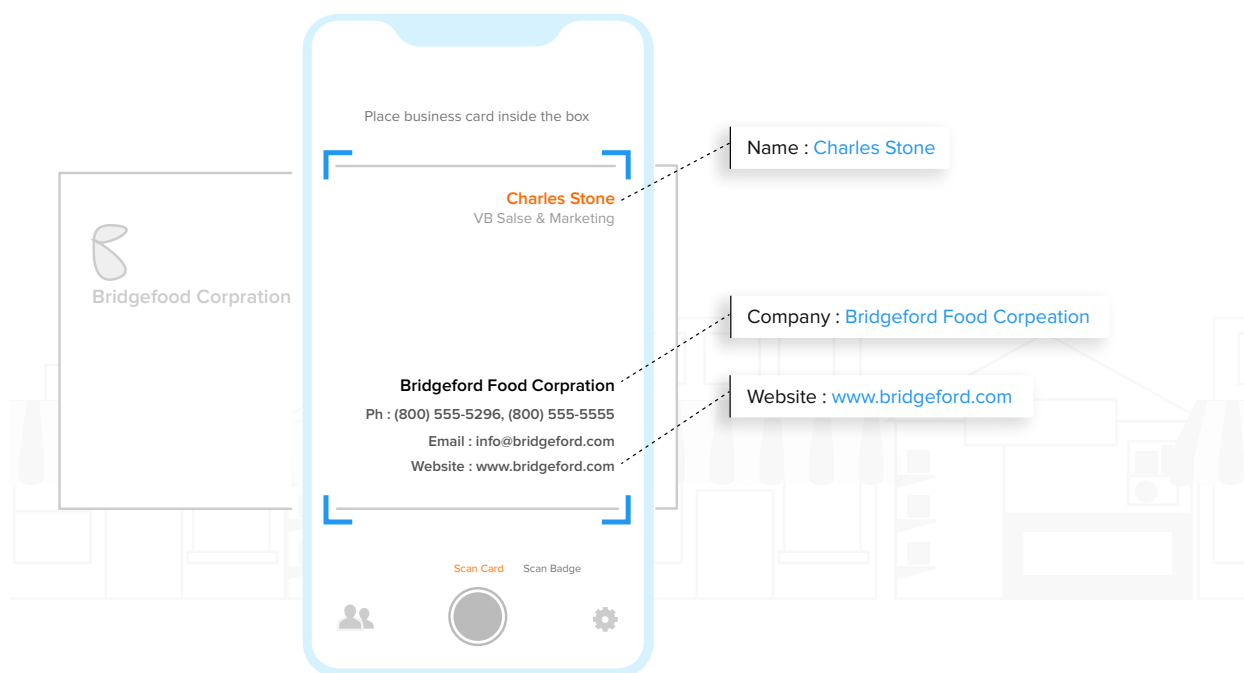 Place business card inside the box
Charles Stone
VB Salse & Marketing
Bridgefood Corpration
Bridgeford Food Corpration
Ph : (800) 555-5296, (800) 555-5555
Email : info@bridgeford.com
Website : www.bridgeford.com
Scan Card
Scan Badge
Name : Charles Stone
Company : Bridgeford Food Corpeation
Website : www.bridgeford.com